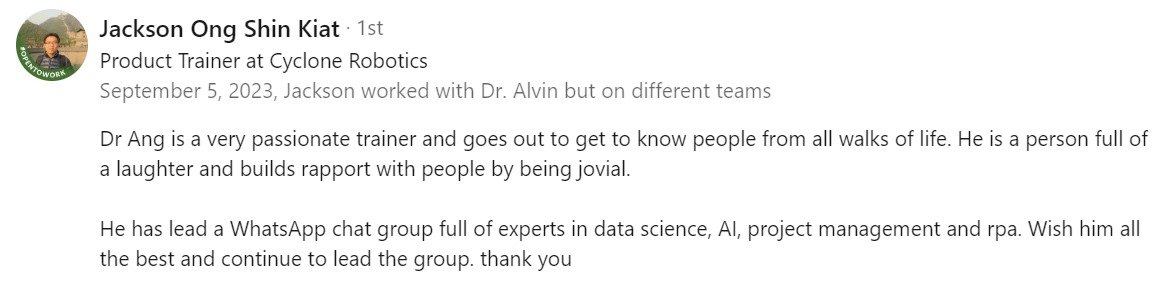 Jackson Ong Shin Kiat · 1st
Product Trainer at Cyclone Robotics
September 5, 2023, Jackson worked with Dr. Alvin but on different teams
Dr Ang is a very passionate trainer and goes out to get to know people from all walks of life. He is a person full of
a laughter and builds rapport with people by being jovial.
He has lead a WhatsApp chat group full of experts in data science, AI, project management and rpa. Wish him all
the best and continue to lead the group. thank you
#OPENTOWORK